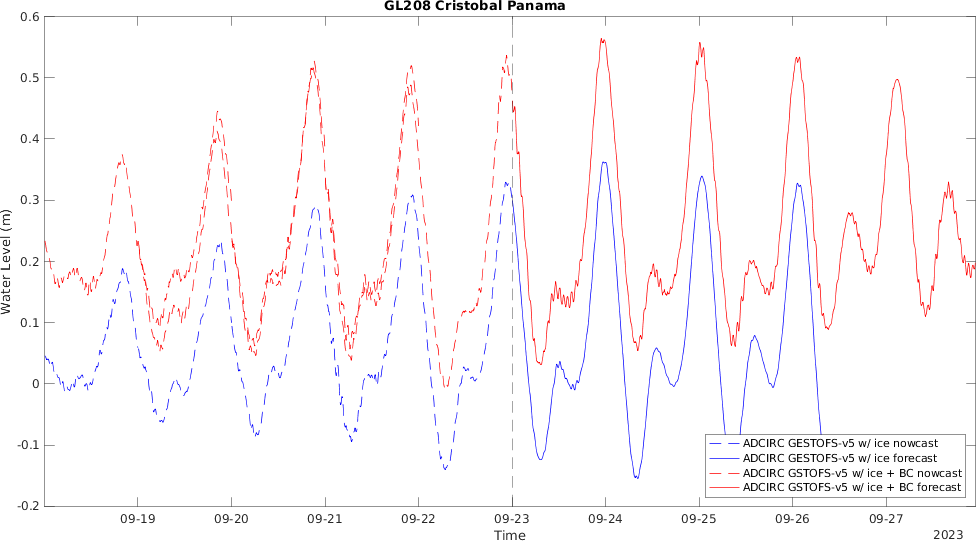 GL208 Cristobal Panama
Water Level (m)
0.6
0.5
0.4
0.3
0.2
0.1
0
-0.1
-0.2
09-19 09-20 09-21 09-22 09-23 09-24 09-25 09-26 09-27
Time
2023
ADCIRC GESTOFS-v5 w/ ice nowcast
ADCIRC GESTOFS-v5 w/ ice forecast
ADCIRC GSTOFS-v5 w/ ice + BC nowcast
ADCIRC GSTOFS-v5 w/ ice + BC forecast